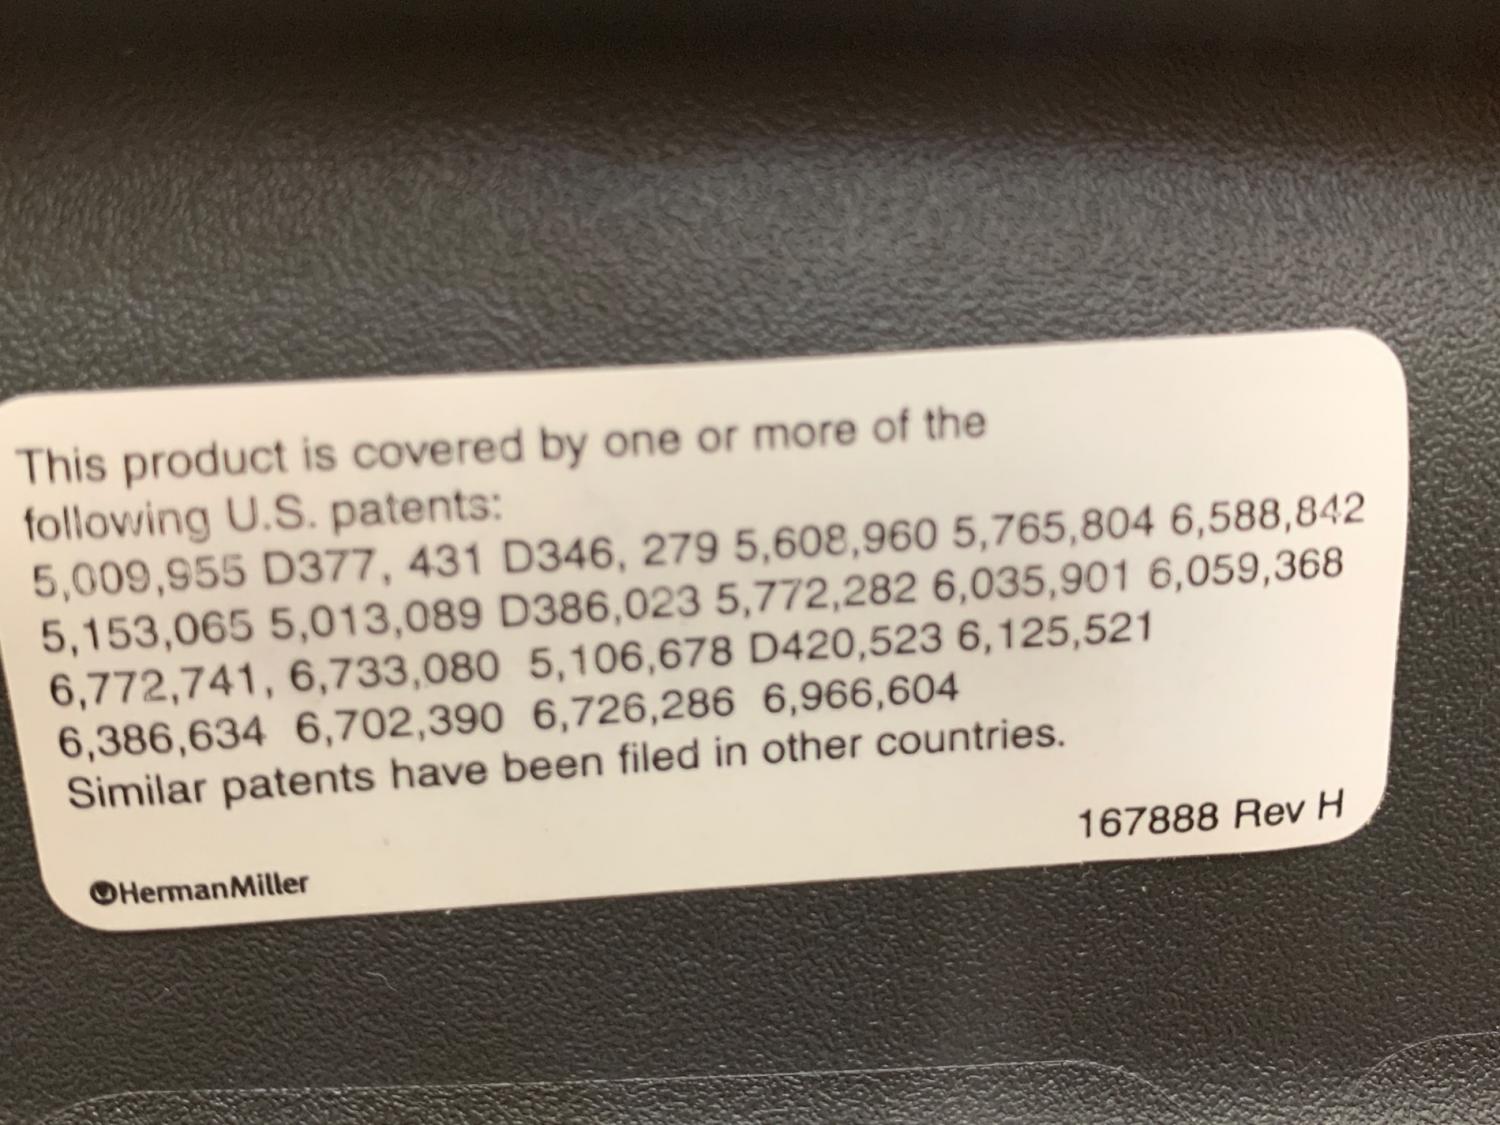 This product is covered by one or more of the
following U.S. patents:
5,009,955 D377, 431 D346, 279 5,608,960 5,765,804 6,588,842
5,153,065 5,013,089 D386,023 5,772,282 6,035,901 6,059,368
6,772,741, 6,733,080 5,106,678 D420,523 6,125,521
6,386,634 6,702,390 6,726,286 6,966,604
Similar patents have been filed in other countries.
167888 Rev H
HermanMiller